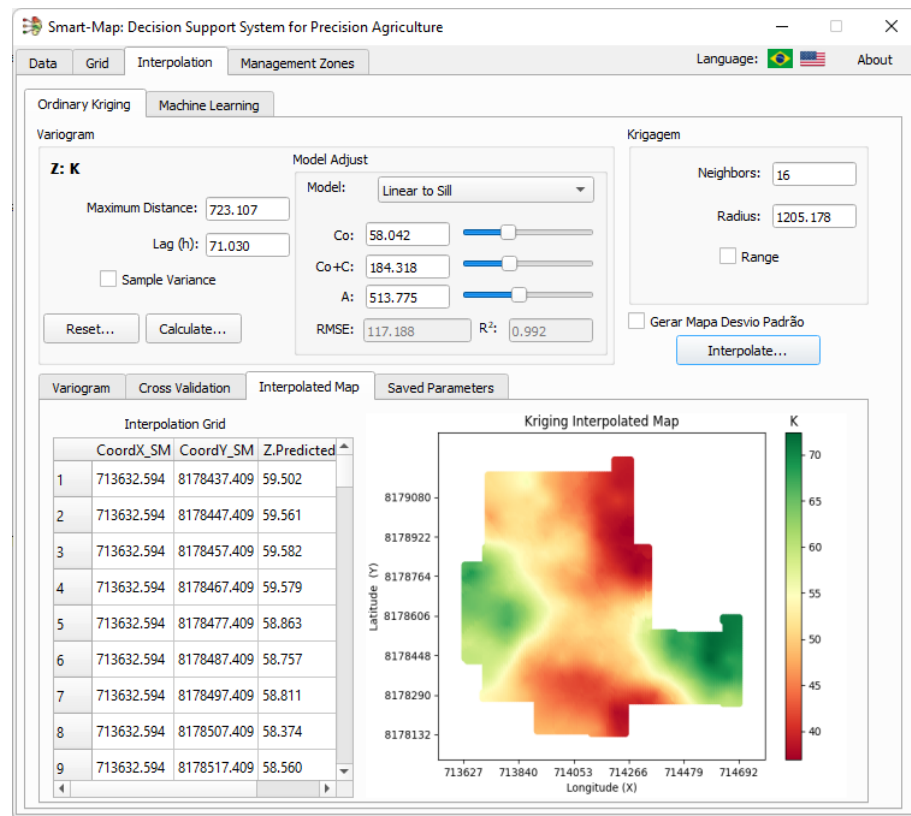 Smart-Map: Decision Support System for Precision Agriculture
Data Grid Interpolation Management Zones Language: About
Ordinary Kriging Machine Learning
Variogram
Z: K
Maximum Distance: 723.107
Lag (h): 71.030
Sample Variance
Reset... Calculate...
Model Adjust
Model: Linear to Sill
Co: 58.042
Co+C: 184.318
A: 513.775
RMSE: 117.188 R²: 0.992
Krigagem
Neighbors: 16
Radius: 1205.178
Range
Gerar Mapa Desvio Padrão
Interpolate...
Variogram Cross Validation Interpolated Map Saved Parameters
Interpolation Grid
CoordX_SM CoordY_SM Z.Predicted
1 713632.594 8178437.409 59.502
2 713632.594 8178447.409 59.561
3 713632.594 8178457.409 59.582
4 713632.594 8178467.409 59.579
5 713632.594 8178477.409 58.863
6 713632.594 8178487.409 58.757
7 713632.594 8178497.409 58.811
8 713632.594 8178507.409 58.374
9 713632.594 8178517.409 58.560
Kriging Interpolated Map
K
Latitude (Y)
8179080
8178922
8178764
8178606
8178448
8178290
8178132
713627 713840 714053 714266 714479 714692
Longitude (X)
70
65
60
55
50
45
40